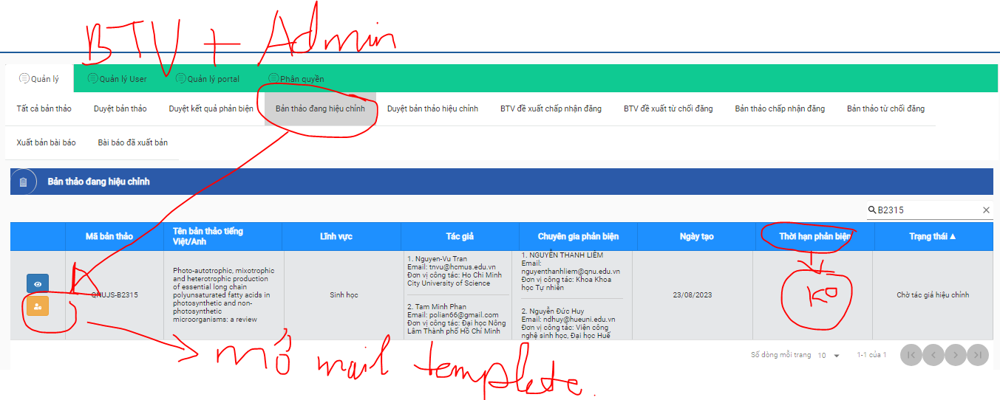 BTV + Admin
Quản lý Quản lý User Quản lý portal Phân quyền
Tất cả bản thảo Duyệt bản thảo Duyệt kết quả phản biện Bản thảo đang hiệu chỉnh Duyệt bản thảo hiệu chỉnh BTV đề xuất chấp nhận đăng BTV đề xuất từ chối đăng Bản thảo chấp nhận đăng Bản thảo từ chối đăng
Xuất bản bài báo Bài báo đã xuất bản
Bản thảo đang hiệu chỉnh
B2315
Mã bản thảo Tên bản thảo tiếng Việt/Anh Lĩnh vực Tác giả Chuyên gia phản biện Ngày tạo Thời hạn phản biện Trạng thái
QNUJS-B2315
Photo-autotrophic, mixotrophic
and heterotrophic production
of essential long chain
polyunsaturated fatty acids in
photosynthetic and non-
photosynthetic
microorganisms: a review
Sinh học
1. Nguyen-Vu Tran
Email: tnvu@hcmus.edu.vn
Đơn vị công tác: Ho Chi Minh
City University of Science
2. Tam Minh Phan
Email: polian66@gmail.com
Đơn vị công tác: Đại học Nông
Lâm Thành phố Hồ Chí Minh
1. NGUYỄN THANH LIÊM
Email:
nguyenthanhliem@qnu.edu.vn
Đơn vị công tác: Khoa Khoa
học Tự nhiên
2. Nguyễn Đức Huy
Email: ndhuy@hueuni.edu.vn
Đơn vị công tác: Viện công
nghệ sinh học, Đại học Huế
23/08/2023
KO
Chờ tác giả hiệu chỉnh
Số dòng mỗi trang 10 1-1 của 1
mở mail templete.